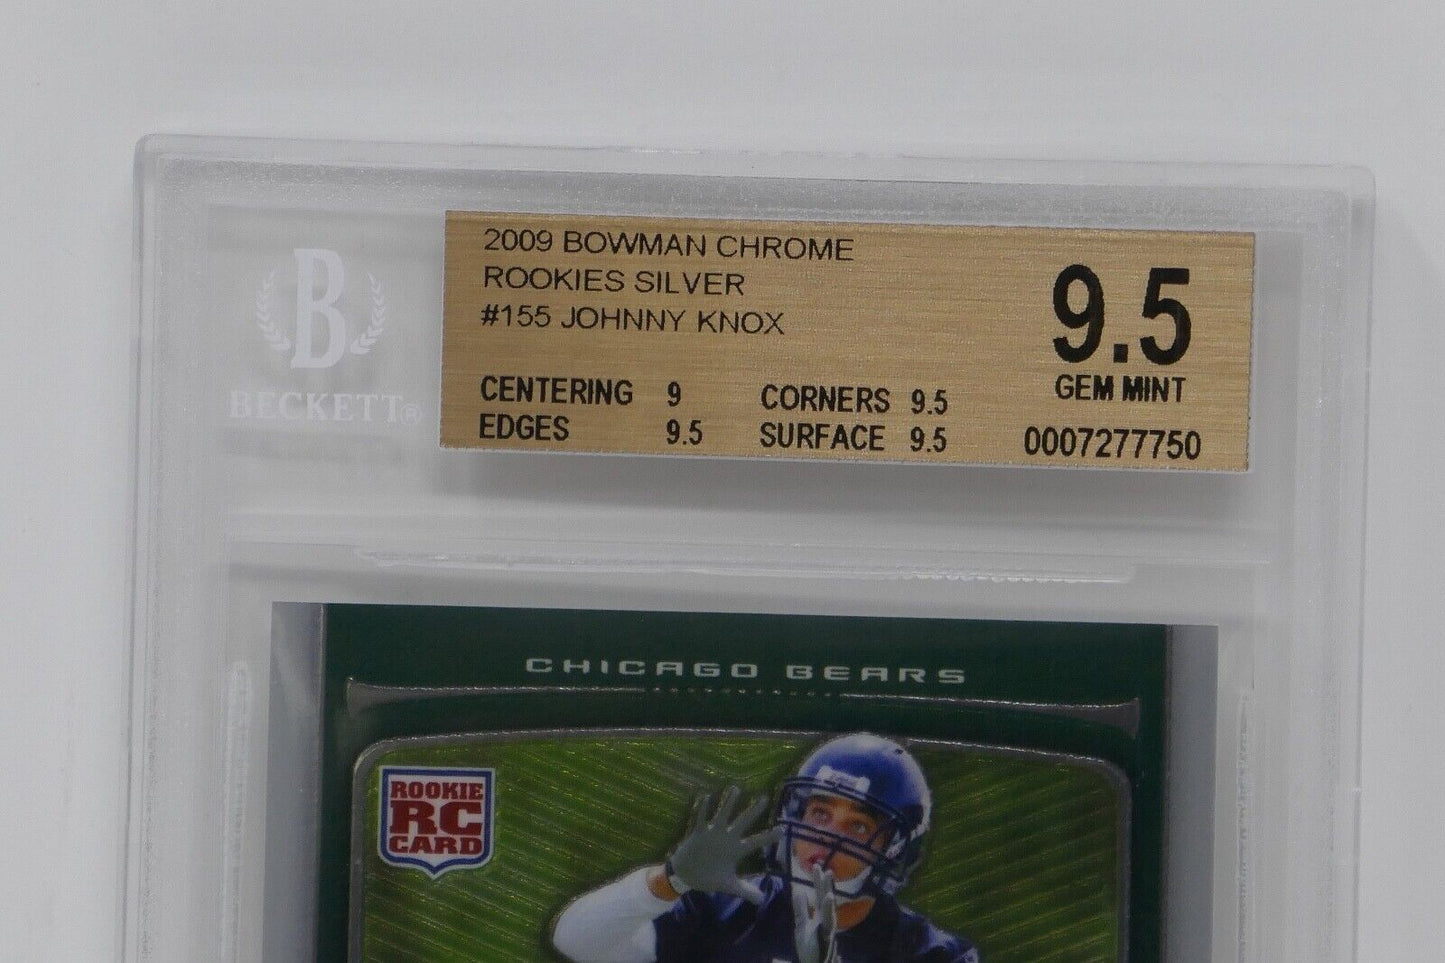 B
BECKETT®
2009 BOWMAN CHROME
ROOKIES SILVER
#155 JOHNNY KNOX
9.5
GEM MINT
CENTERING 9 CORNERS 9.5
EDGES 9.5 SURFACE 9.5
0007277750
CHICAGO BEARS
ROOKIE
RC
CARD